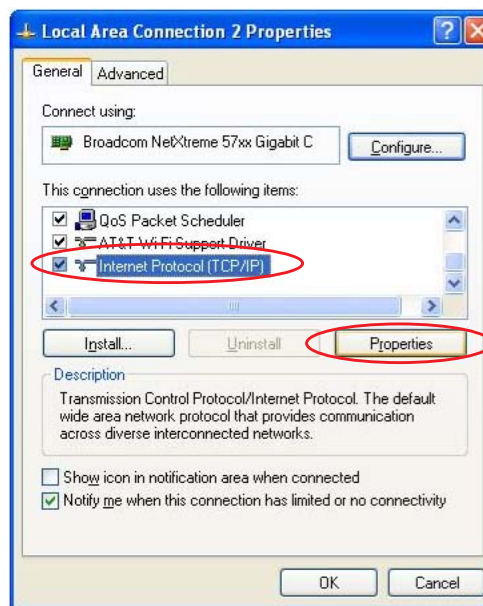 Local Area Connection 2 Properties
General
Advanced
Connect using:
Broadcom NetXtreme 57xx Gigabit C
Configure...
This connection uses the following items:
QoS Packet Scheduler
AT&T Wi Fi Support Driver
Internet Protocol (TCP/IP)
Install...
Uninstall
Properties
Description
Transmission Control Protocol/Internet Protocol. The default
wide area network protocol that provides communication
across diverse interconnected networks.
Show icon in notification area when connected
Notify me when this connection has limited or no connectivity
OK
Cancel